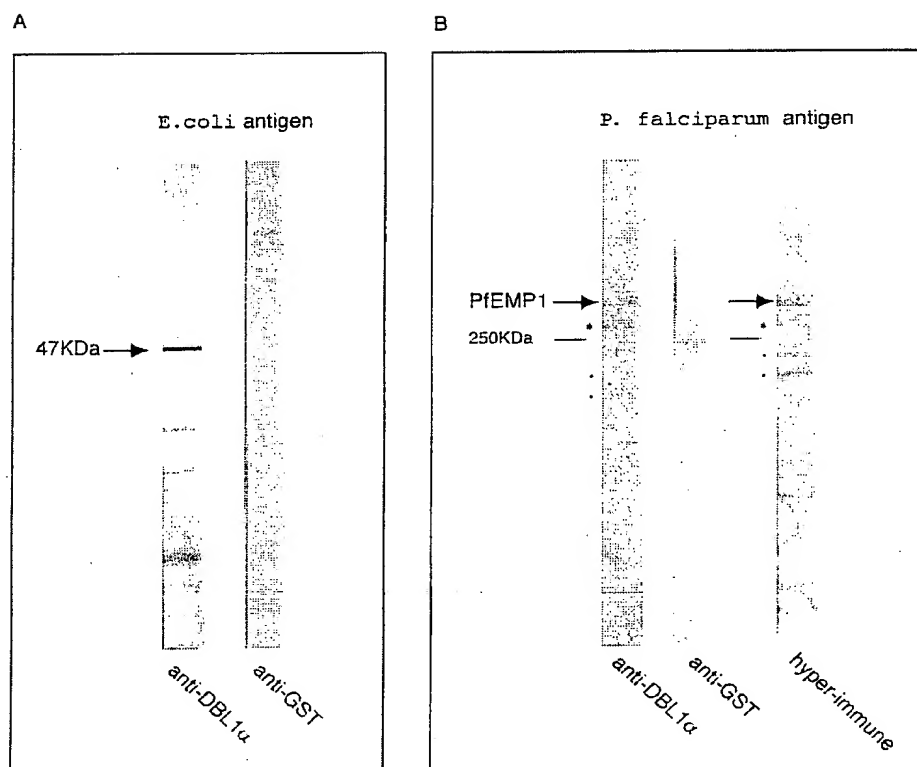 A
E.coli antigen
47KDa
anti-DBL1α
anti-GST
B
P. falciparum antigen
PfEMP1
250KDa
anti-DBL1α
anti-GST
hyper-immune